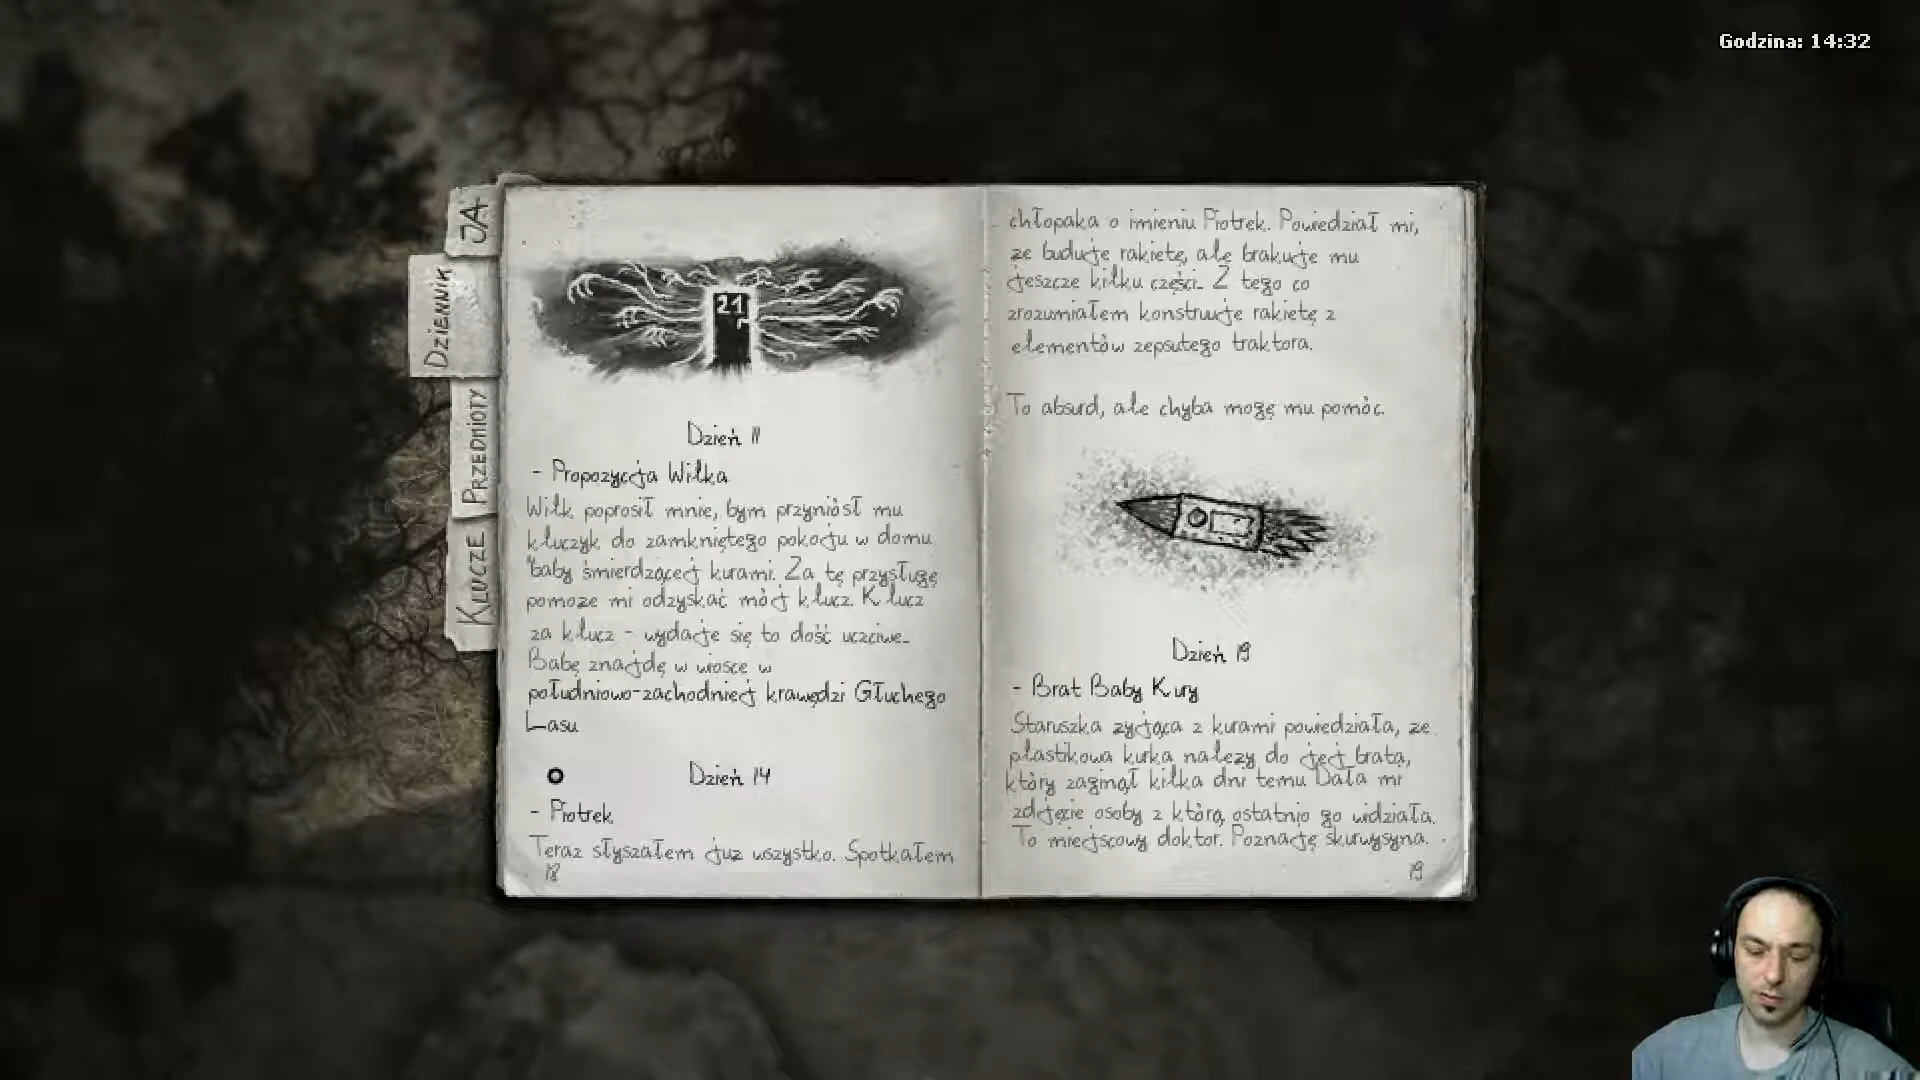 Godzina: 14:32
JA
DZIENNIK
PRZEDMIOTY
KLUCZE
21
Dzień 11
- Propozycja Wilka
Wilk poprosił mnie, bym przyniósł mu
kluczyk do zamkniętego pokoju w domu
"baby śmierdzącej kurami. Za tę przysługę
pomoże mi odzyskać mój klucz. Klucz
za klucz - wydaje się to dość uczciwe.
Babę znajdę w wiosce w
południowo-zachodniej krawędzi Głuchego
Lasu
Dzień 14
- Piotrek
Teraz słyszałem już wszystko. Spotkałem
18
chłopaka o imieniu Piotrek. Powiedział mi,
że buduje rakietę, ale brakuje mu
jeszcze kilku części. Z tego co
zrozumiałem konstruuje rakietę z
elementów zepsutego traktora.
To absurd, ale chyba mogę mu pomóc.
Dzień 19
- Brat Baby Kury
Staruszka żyjąca z kurami powiedziała, że
plastikowa kurka należy do jej brata,
który zaginął kilka dni temu. Dała mi
zdjęcie osoby z którą ostatnio go widziała.
To miejscowy doktor. Poznaję skurwysyna.
19